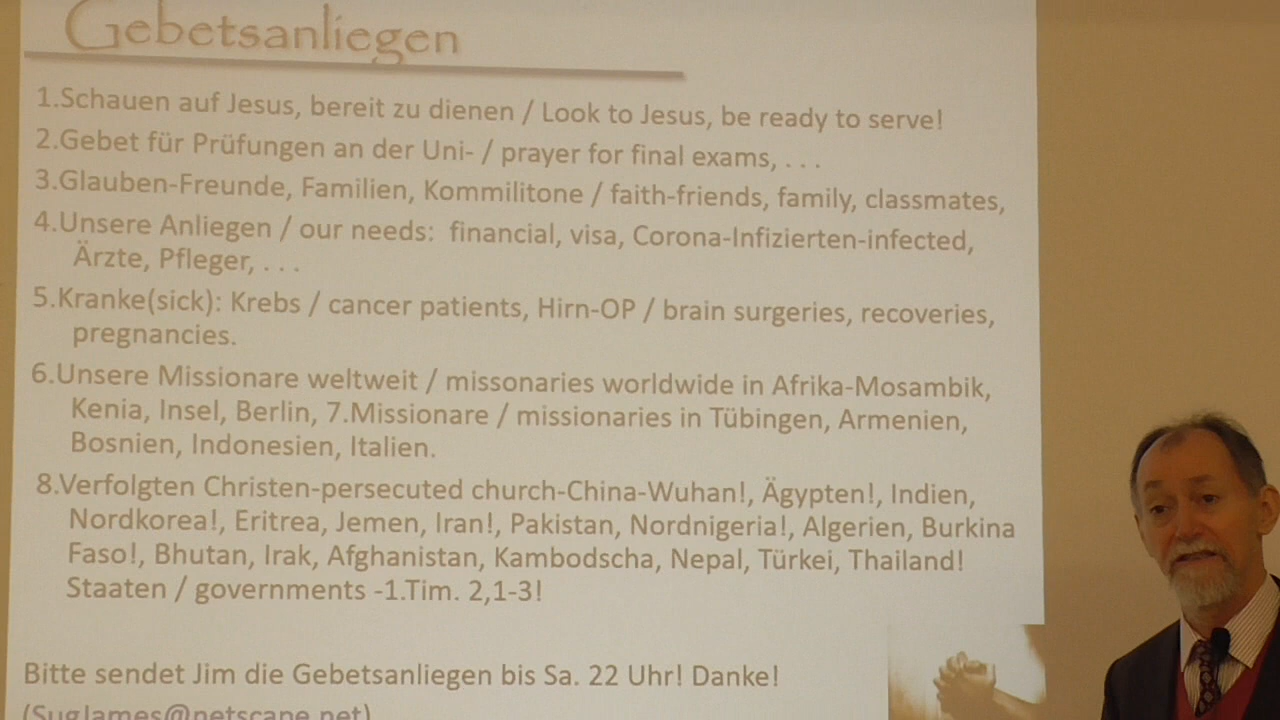 Gebetsanliegen
1.Schauen auf Jesus, bereit zu dienen / Look to Jesus, be ready to serve!
2.Gebet für Prüfungen an der Uni- / prayer for final exams, . . .
3.Glauben-Freunde, Familien, Kommilitone / faith-friends, family, classmates,
4.Unsere Anliegen / our needs: financial, visa, Corona-Infizierten-infected,
Ärzte, Pfleger, . . .
5.Kranke(sick): Krebs / cancer patients, Hirn-OP / brain surgeries, recoveries,
pregnancies.
6.Unsere Missionare weltweit / missonaries worldwide in Afrika-Mosambik,
Kenia, Insel, Berlin, 7.Missionare / missionaries in Tübingen, Armenien,
Bosnien, Indonesien, Italien.
8.Verfolgten Christen-persecuted church-China-Wuhan!, Ägypten!, Indien,
Nordkorea!, Eritrea, Jemen, Iran!, Pakistan, Nordnigeria!, Algerien, Burkina
Faso!, Bhutan, Irak, Afghanistan, Kambodscha, Nepal, Türkei, Thailand!
Staaten / governments -1.Tim. 2,1-3!
Bitte sendet Jim die Gebetsanliegen bis Sa. 22 Uhr! Danke!
(SugJames@netscape.net)